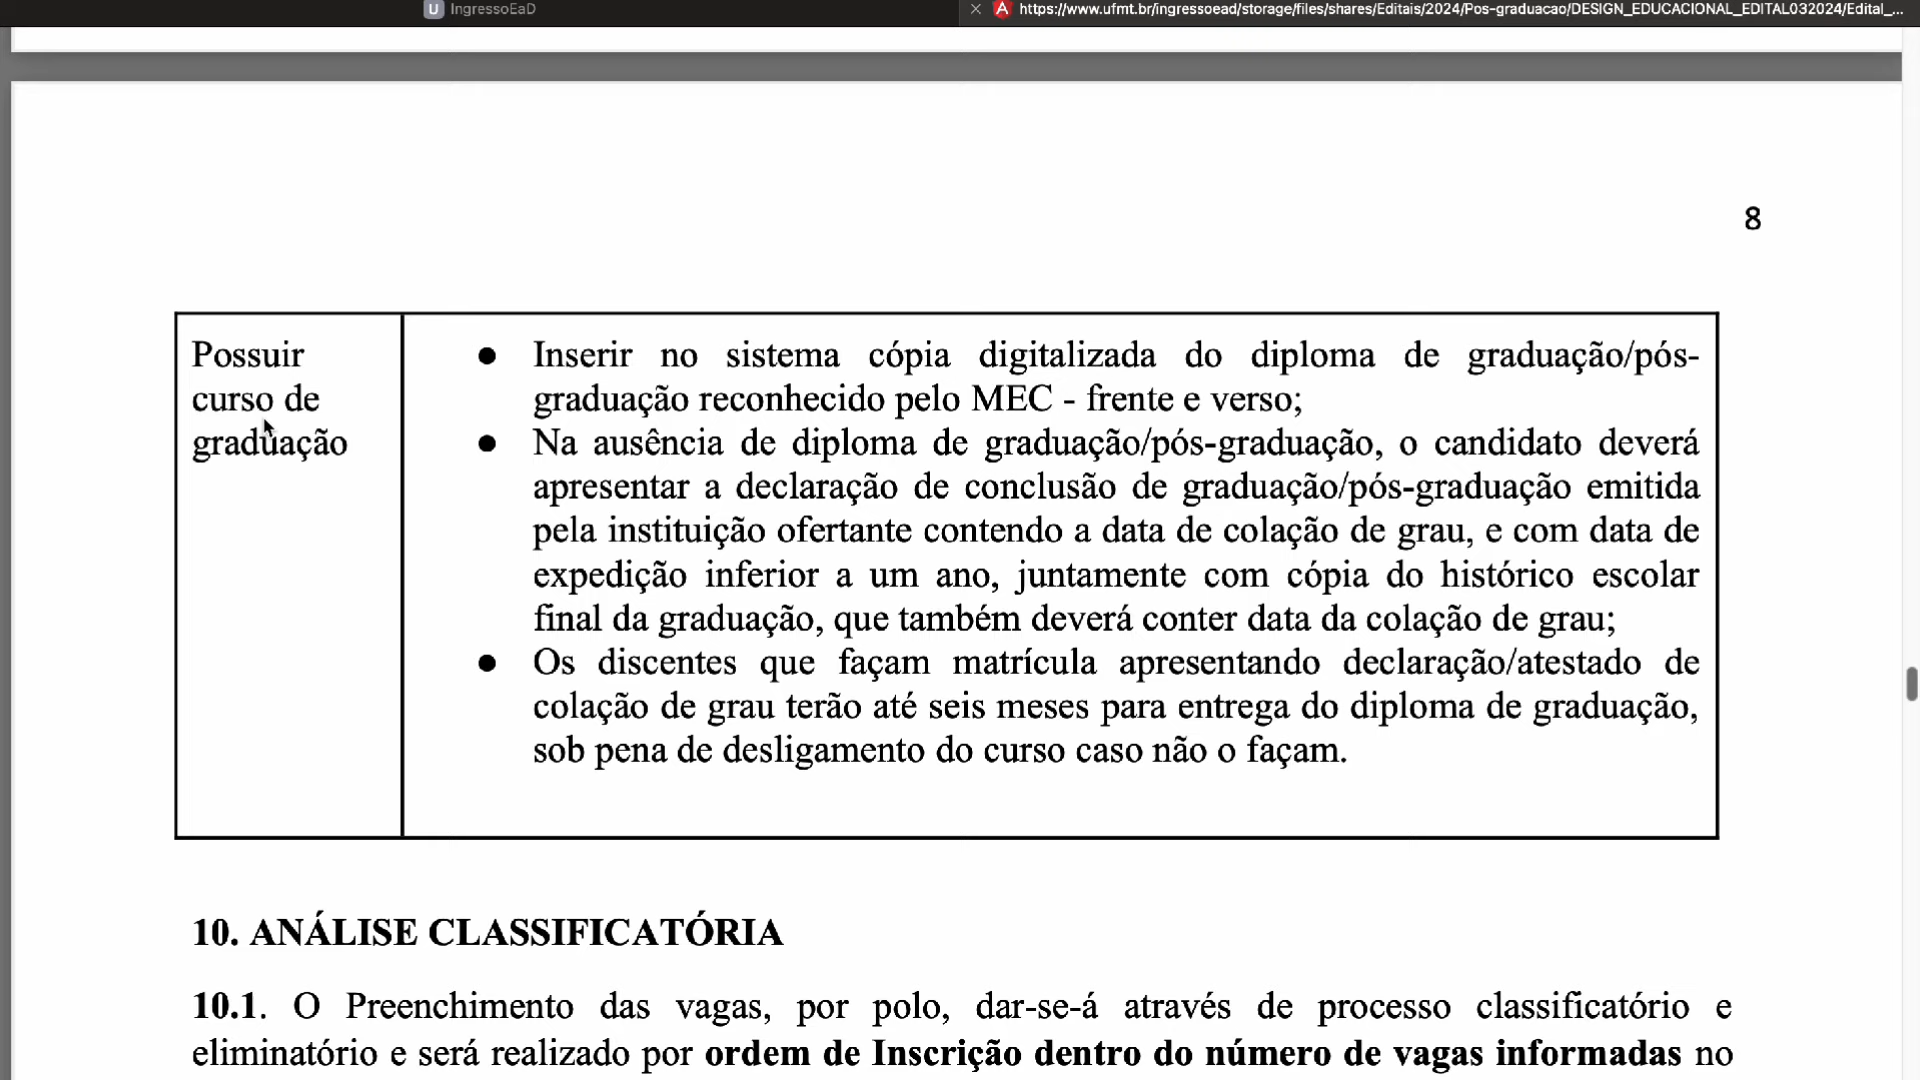 U IngressoEaD
https://www.ufmt.br/ingressoead/storage/files/shares/Editais/2024/Pos-graduacao/DESIGN_EDUCACIONAL_EDITAL032024/Edital_...
8
Possuir
curso de
graduação
● Inserir no sistema cópia digitalizada do diploma de graduação/pós-
graduação reconhecido pelo MEC - frente e verso;
● Na ausência de diploma de graduação/pós-graduação, o candidato deverá
apresentar a declaração de conclusão de graduação/pós-graduação emitida
pela instituição ofertante contendo a data de colação de grau, e com data de
expedição inferior a um ano, juntamente com cópia do histórico escolar
final da graduação, que também deverá conter data da colação de grau;
● Os discentes que façam matrícula apresentando declaração/atestado de
colação de grau terão até seis meses para entrega do diploma de graduação,
sob pena de desligamento do curso caso não o façam.
10. ANÁLISE CLASSIFICATÓRIA
10.1. O Preenchimento das vagas, por polo, dar-se-á através de processo classificatório e
eliminatório e será realizado por ordem de Inscrição dentro do número de vagas informadas no